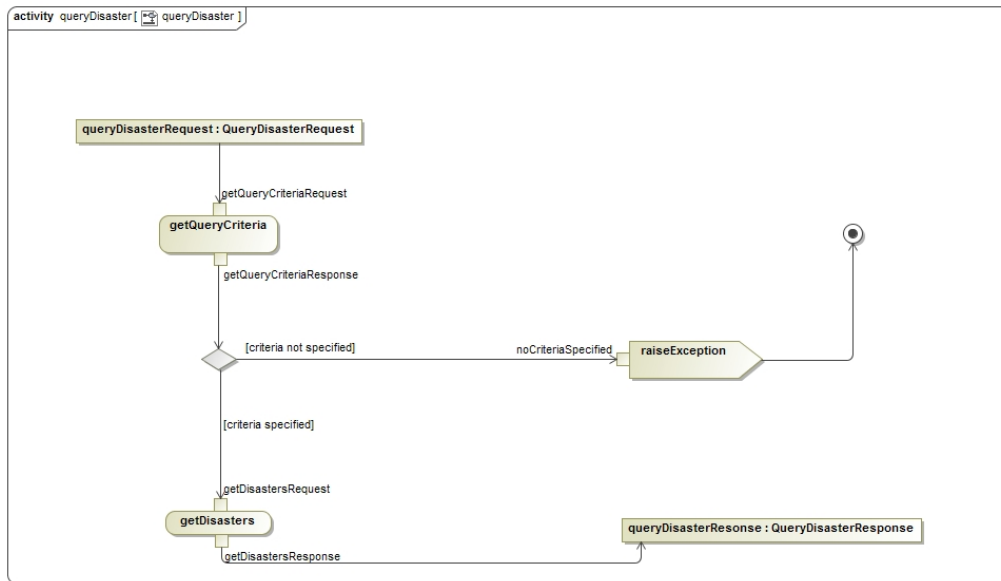 activity queryDisaster [ queryDisaster ]
queryDisasterRequest : QueryDisasterRequest
getQueryCriteriaRequest
getQueryCriteria
getQueryCriteriaResponse
[criteria not specified]
noCriteriaSpecified
raiseException
[criteria specified]
getDisastersRequest
getDisasters
queryDisasterResonse : QueryDisasterResponse
getDisastersResponse